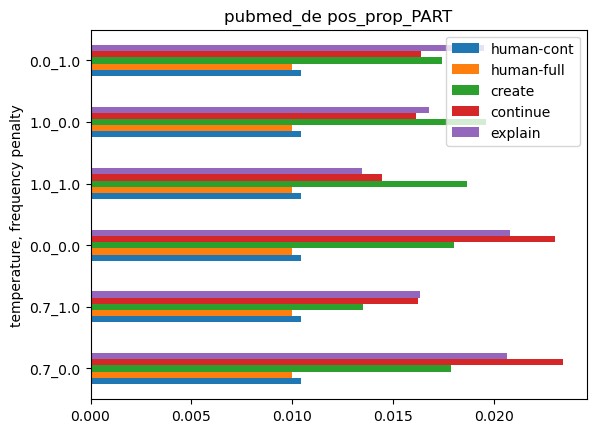 pubmed_de pos_prop_PART
temperature, frequency penalty
0.0_1.0
1.0_0.0
1.0_1.0
0.0_0.0
0.7_1.0
0.7_0.0
human-cont
human-full
create
continue
explain
0.000 0.005 0.010 0.015 0.020